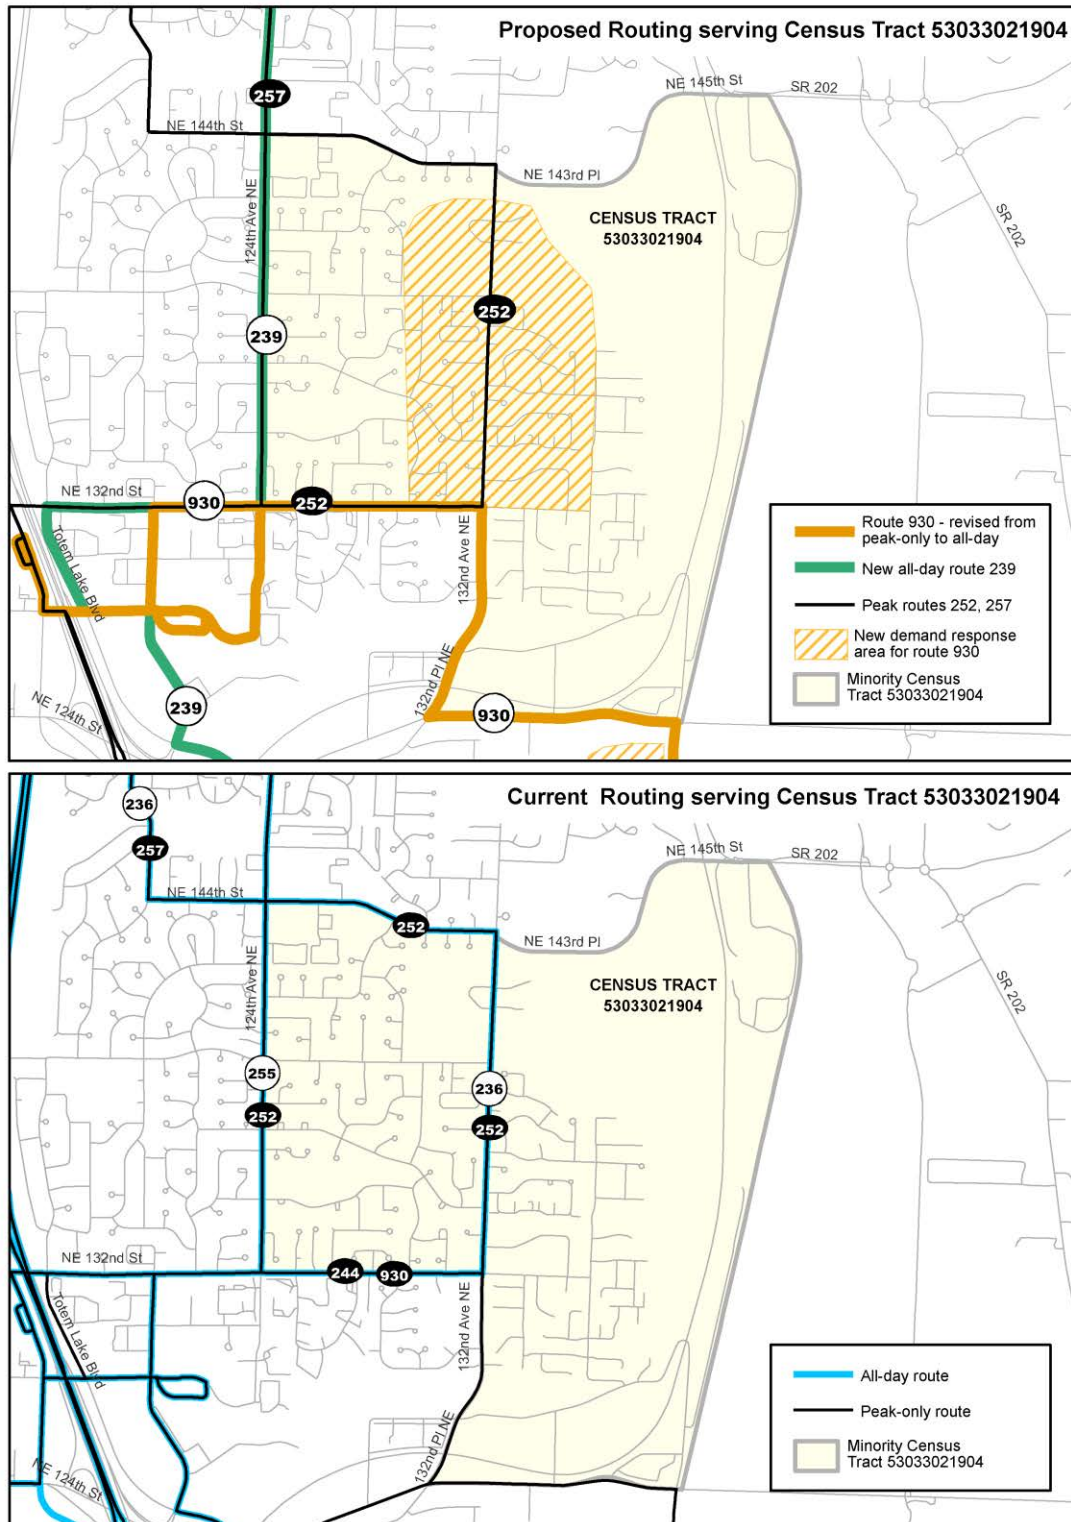 Proposed Routing serving Census Tract 53033021904
NE 145th St
SR 202
257
NE 144th St
NE 143rd Pl
124th Ave NE
CENSUS TRACT
53033021904
SR 202
252
239
NE 132nd St
930
252
Totem Lake Blvd
132nd Ave NE
132nd Pl NE
NE 124th St
239
930
Route 930 - revised from
peak-only to all-day
New all-day route 239
Peak routes 252, 257
New demand response
area for route 930
Minority Census
Tract 53033021904
Current Routing serving Census Tract 53033021904
236
257
NE 145th St
SR 202
NE 144th St
252
NE 143rd Pl
124th Ave NE
CENSUS TRACT
53033021904
SR 202
255
252
236
252
NE 132nd St
244
930
Totem Lake Blvd
132nd Ave NE
132nd Pl NE
NE 124th St
All-day route
Peak-only route
Minority Census
Tract 53033021904